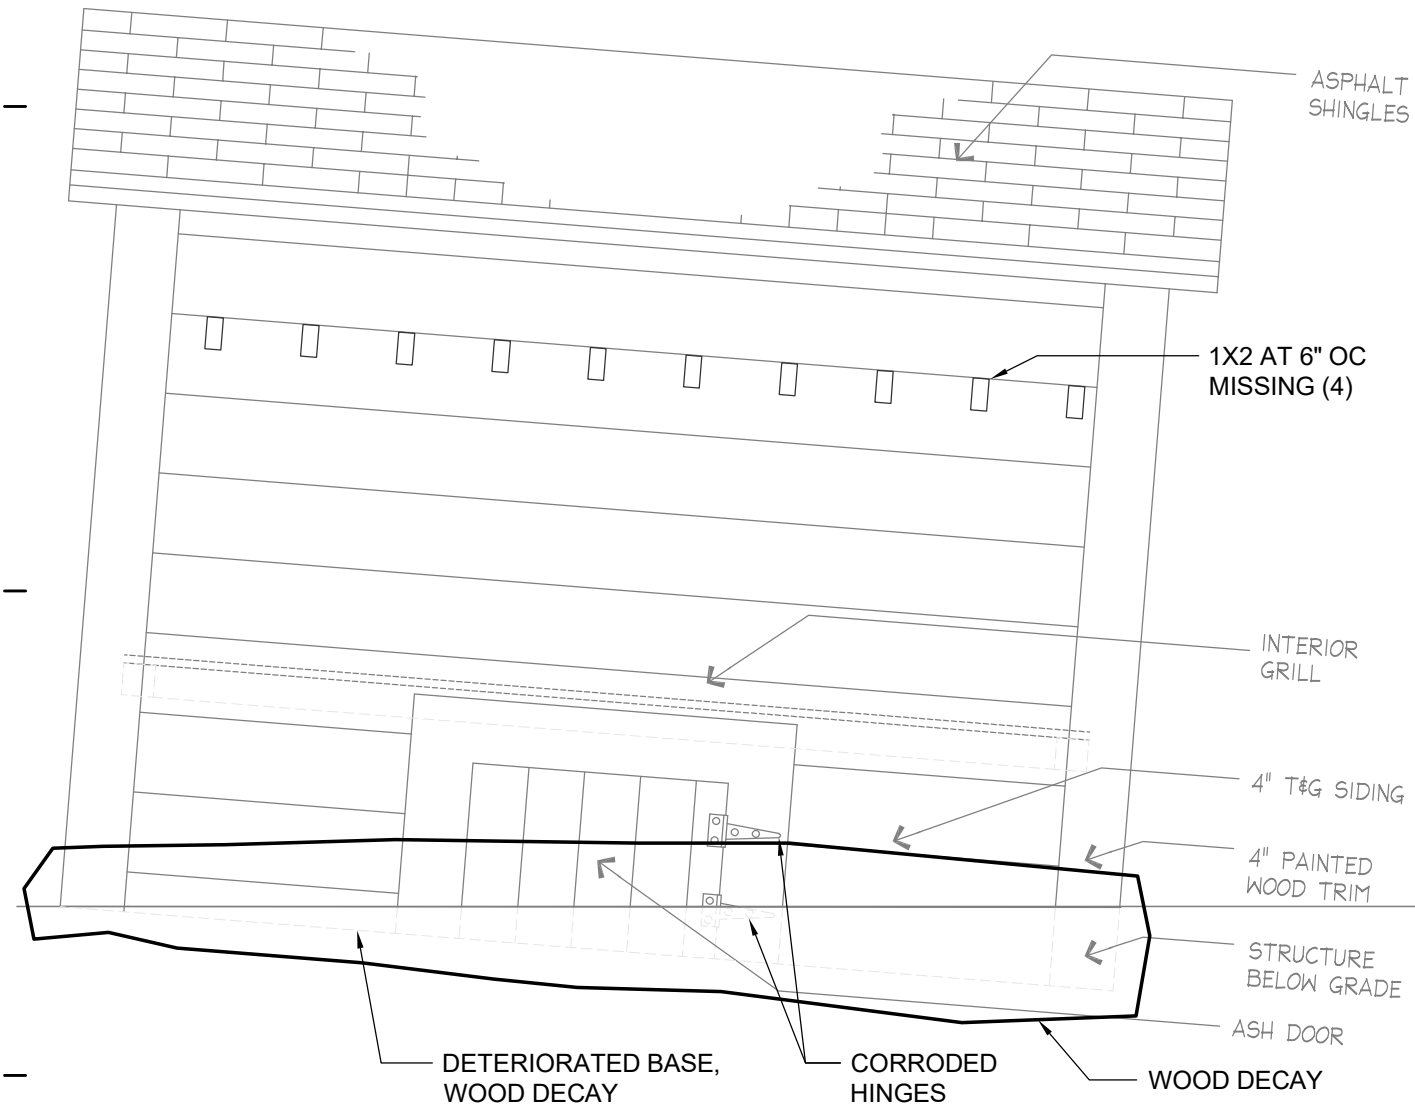 ASPHALT
SHINGLES
1X2 AT 6" OC
MISSING (4)
INTERIOR
GRILL
4" T&G SIDING
4" PAINTED
WOOD TRIM
STRUCTURE
BELOW GRADE
ASH DOOR
DETERIORATED BASE,
WOOD DECAY
CORRODED
HINGES
WOOD DECAY